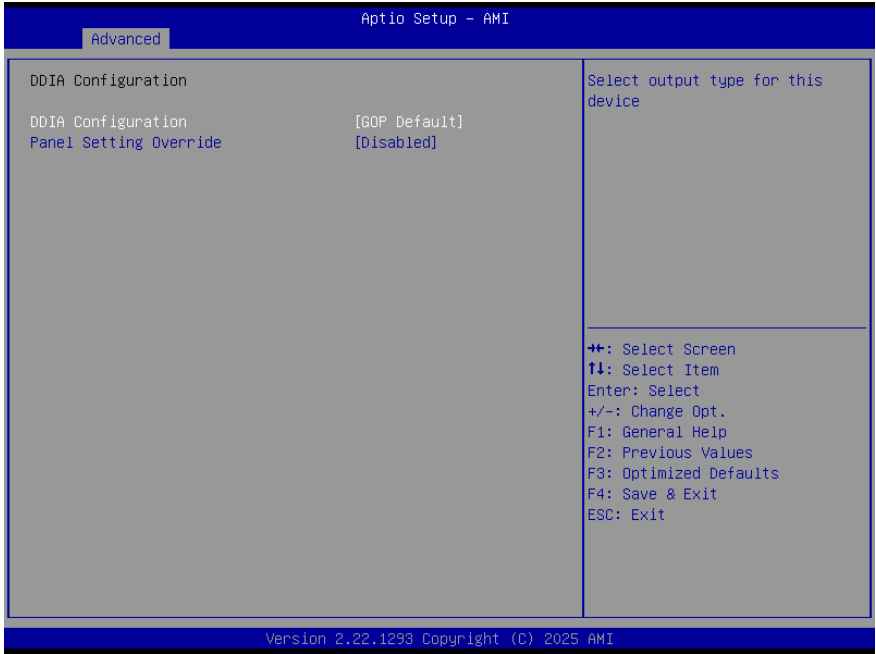 Aptio Setup – AMI
Advanced
DDIA Configuration
DDIA Configuration [GOP Default]
Panel Setting Override [Disabled]
Select output type for this
device
→←: Select Screen
↑↓: Select Item
Enter: Select
+/-: Change Opt.
F1: General Help
F2: Previous Values
F3: Optimized Defaults
F4: Save & Exit
ESC: Exit
Version 2.22.1293 Copyright (C) 2025 AMI